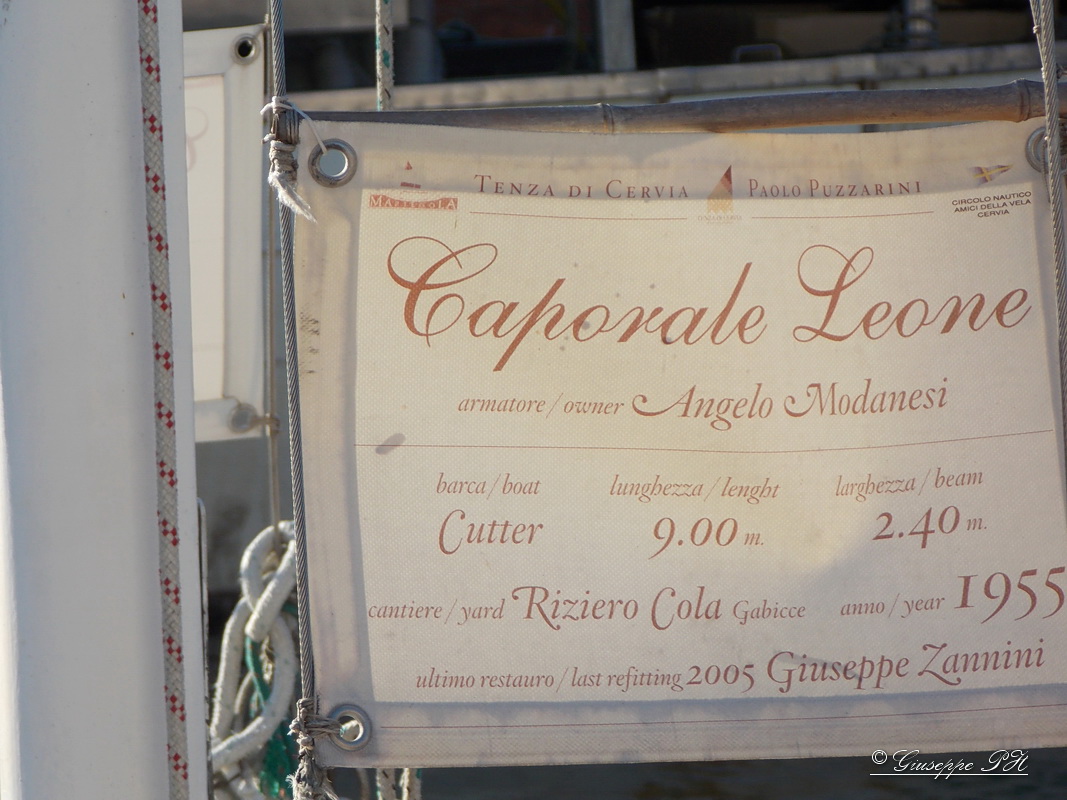 TENZA DI CERVIA PAOLO PUZZARINI
CIRCOLO NAUTICO
AMICI DELLA VELA
CERVIA
Caporale Leone
armatore / owner Angelo Modanesi
barca / boat lunghezza / lenght larghezza / beam
Cutter 9.00 m. 2.40 m.
cantiere / yard Riziero Cola Gabicce anno / year 1955
ultimo restauro / last refitting 2005 Giuseppe Zannini
© Giuseppe PN